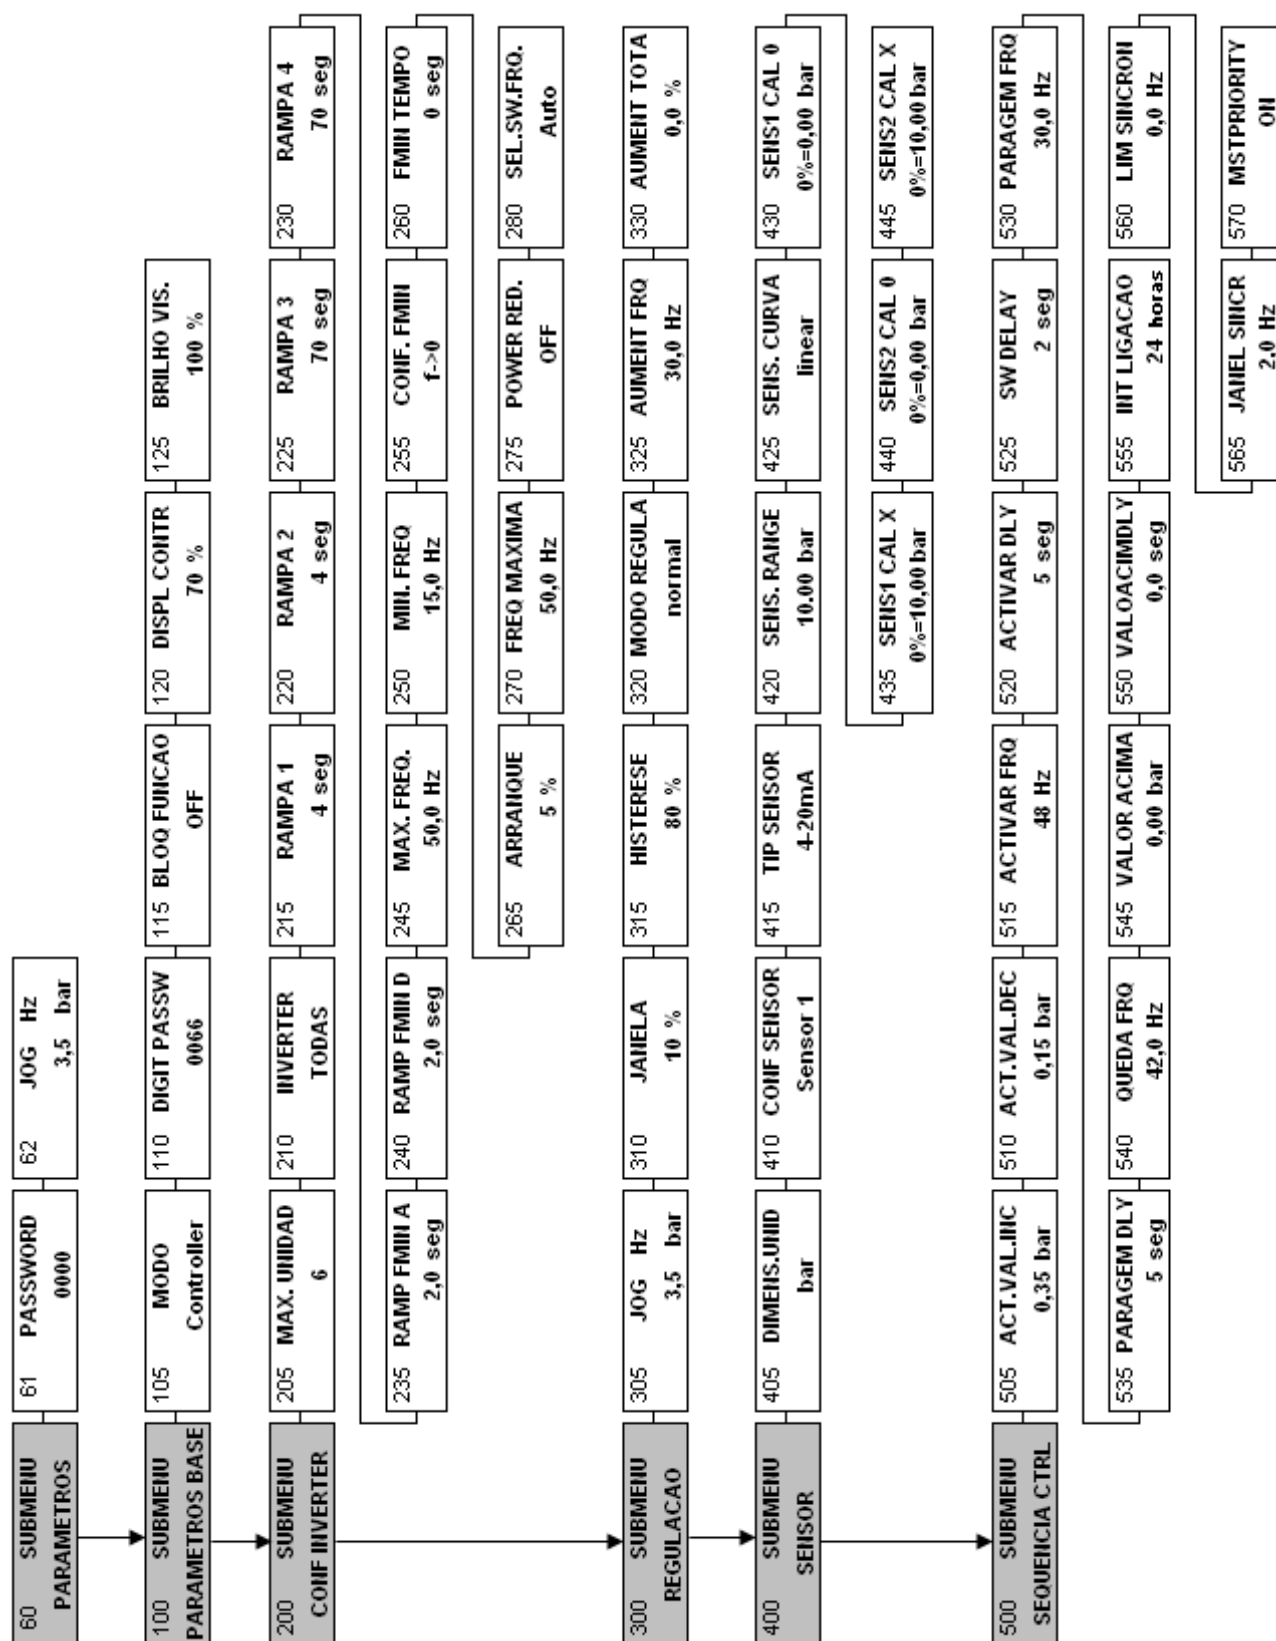 60 SUBMENU
PARAMETROS
61 PASSWORD
0000
62 JOG Hz
3,5 bar
100 SUBMENU
PARAMETROS BASE
105 MODO
Controller
110 DIGIT PASSW
0066
115 BLOQ FUNCAO
OFF
120 DISPL CONTR
70 %
125 BRILHO VIS.
100 %
200 SUBMENU
CONF INVERTER
205 MAX. UNIDAD
6
210 INVERTER
TODAS
215 RAMPA 1
4 seg
220 RAMPA 2
4 seg
225 RAMPA 3
70 seg
230 RAMPA 4
70 seg
235 RAMP FMIN A
2,0 seg
240 RAMP FMIN D
2,0 seg
245 MAX. FREQ.
50,0 Hz
250 MIN. FREQ
15,0 Hz
255 CONF. FMIN
f->0
260 FMIN TEMPO
0 seg
265 ARRANQUE
5 %
270 FREQ MAXIMA
50,0 Hz
275 POWER RED.
OFF
280 SEL.SW.FRQ.
Auto
300 SUBMENU
REGULACAO
305 JOG Hz
3,5 bar
310 JANELA
10 %
315 HISTERESE
80 %
320 MODO REGULA
normal
325 AUMENT FRQ
30,0 Hz
330 AUMENT TOTA
0,0 %
400 SUBMENU
SENSOR
405 DIMENS.UNID
bar
410 CONF SENSOR
Sensor 1
415 TIP SENSOR
4-20mA
420 SENS. RANGE
10.00 bar
425 SENS. CURVA
linear
430 SENS1 CAL 0
0%=0,00 bar
435 SENS1 CAL X
0%=10,00 bar
440 SENS2 CAL 0
0%=0,00 bar
445 SENS2 CAL X
0%=10,00 bar
500 SUBMENU
SEQUENCIA CTRL
505 ACT.VAL.INC
0,35 bar
510 ACT.VAL.DEC
0,15 bar
515 ACTIVAR FRQ
48 Hz
520 ACTIVAR DLY
5 seg
525 SW DELAY
2 seg
530 PARAGEM FRQ
30,0 Hz
535 PARAGEM DLY
5 seg
540 QUEDA FRQ
42,0 Hz
545 VALOR ACIMA
0,00 bar
550 VALOACIMDLY
0,0 seg
555 INT LIGACAO
24 horas
560 LIM SINCRON
0,0 Hz
565 JANEL SINCR
2,0 Hz
570 MSTPRIORITY
ON